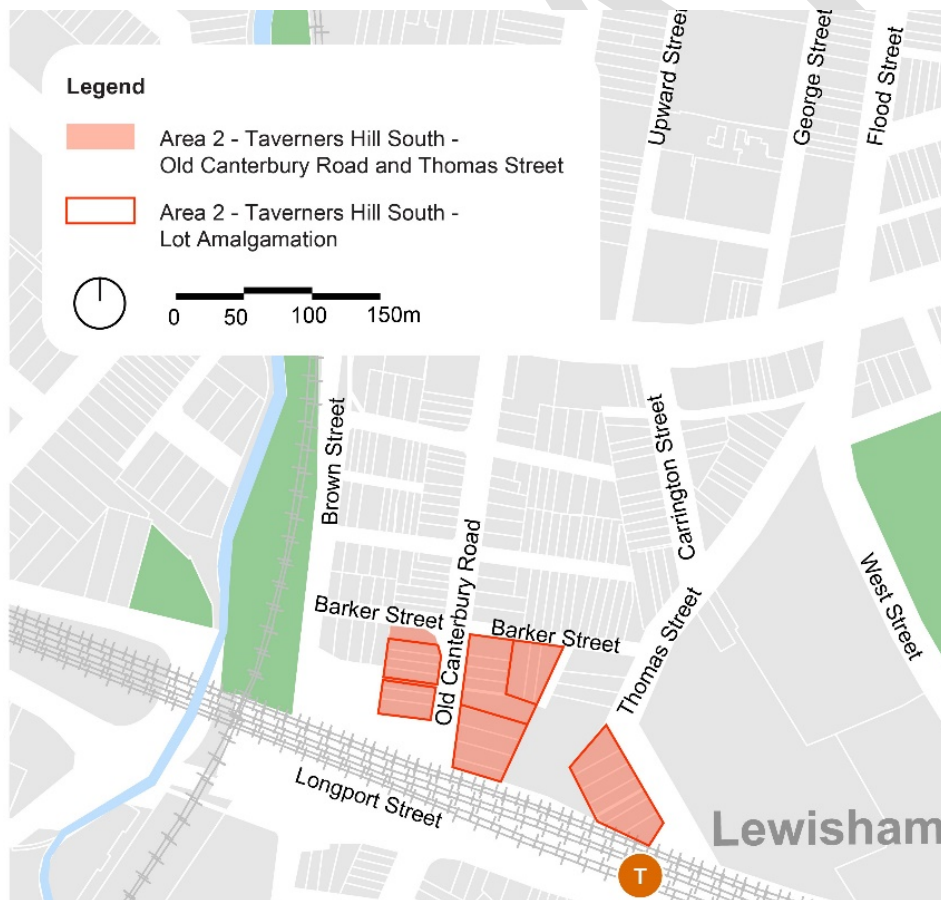 Legend
Area 2 - Taverners Hill South -
Old Canterbury Road and Thomas Street
Area 2 - Taverners Hill South -
Lot Amalgamation
0 50 100 150m
Upward Street
George Street
Flood Street
Brown Street
Carrington Street
Old Canterbury Road
West Street
Barker Street
Barker Street
Thomas Street
Longport Street
Lewisham
T